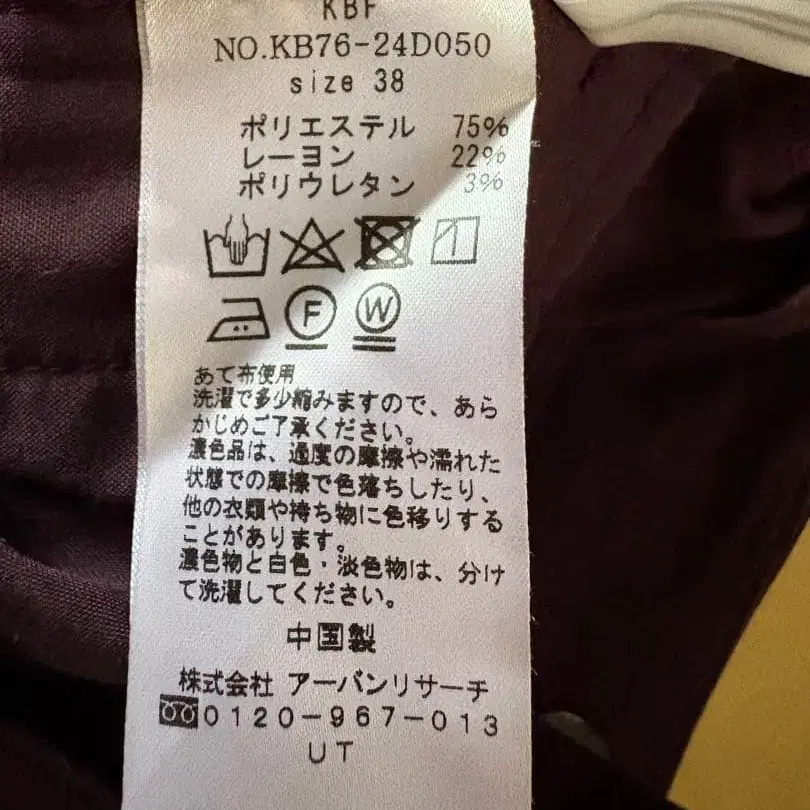 KBF
NO.KB76-24D050
size 38
ポリエステル 75%
レーヨン 22%
ポリウレタン 3%
F W
あて布使用
洗濯で多少縮みますので、あら
かじめご了承ください。
濃色品は、過度の摩擦や濡れた
状態での摩擦で色落ちしたり、
他の衣類や持ち物に色移りする
ことがあります。
濃色物と白色・淡色物は、分け
て洗濯してください。
中国製
株式会社 アーバンリサーチ
0120-967-013
UT